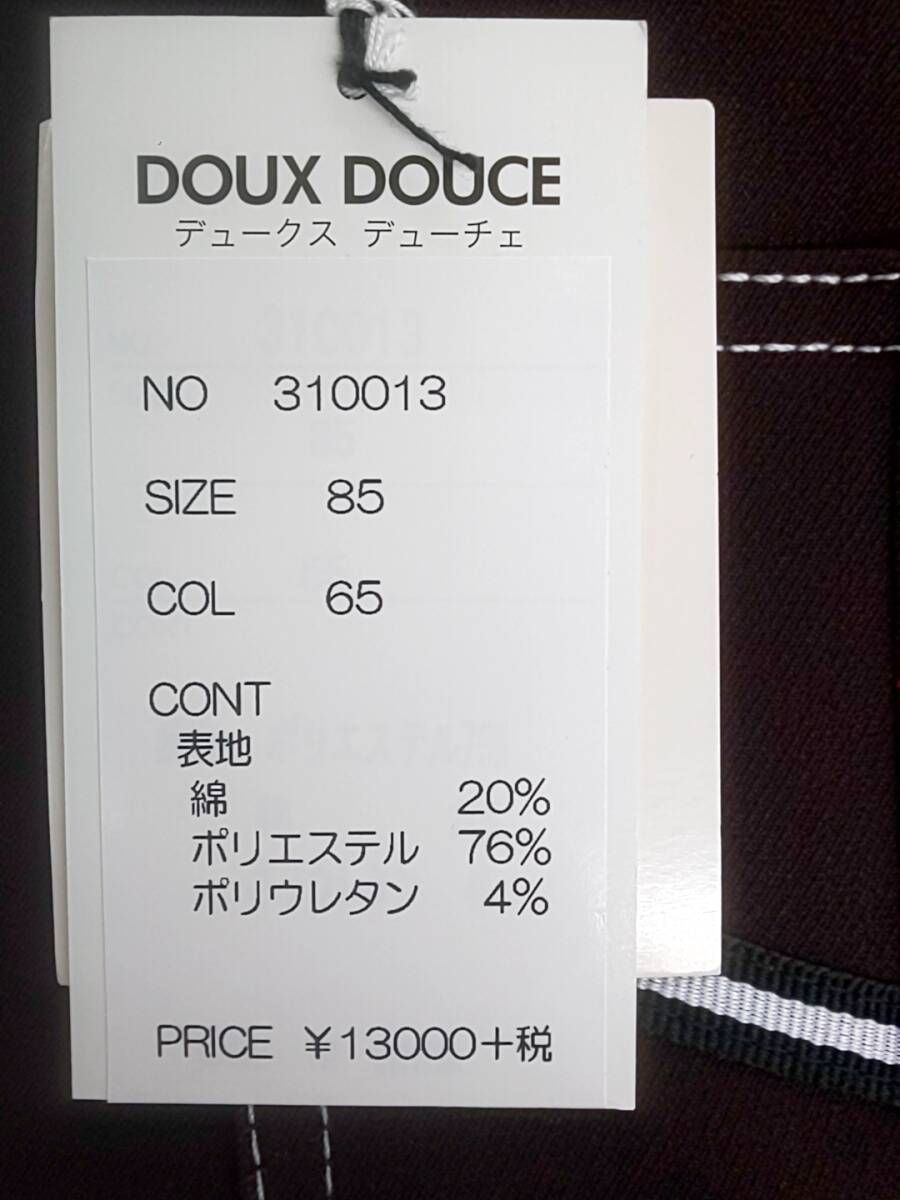 DOUX DOUCE
デュークス デューチェ
NO 310013
SIZE 85
COL 65
CONT
表地
綿 20%
ポリエステル 76%
ポリウレタン 4%
PRICE ¥13000+税